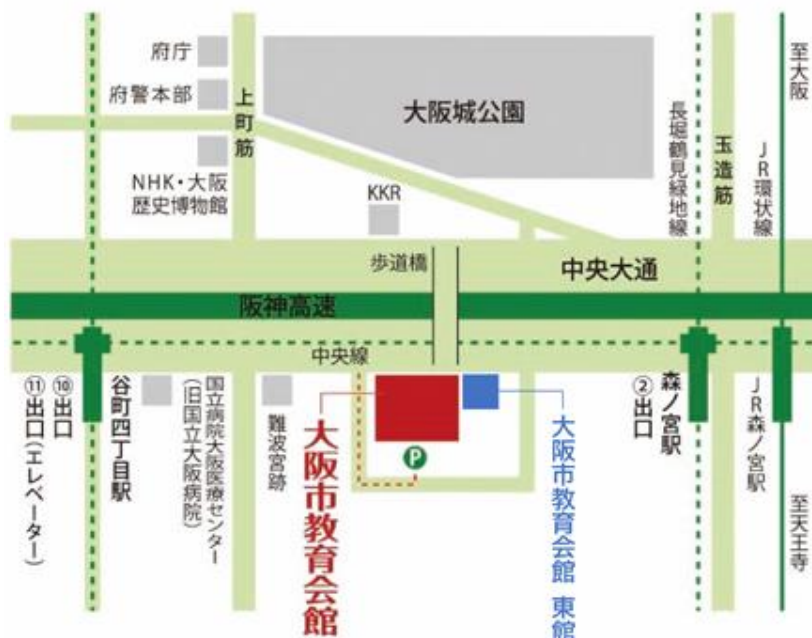 府庁
府警本部
上町筋
NHK・大阪
歴史博物館
大阪城公園
KKR
長堀鶴見緑地線
玉造筋
JR環状線
至大阪
歩道橋
中央大通
阪神高速
中央線
⑪出口(エレベーター)
⑩出口
谷町四丁目駅
国立病院大阪医療センター
(旧国立大阪病院)
難波宮跡
大阪市教育会館
P
大阪市教育会館 東館
②出口
森ノ宮駅
JR森ノ宮駅
至天王寺